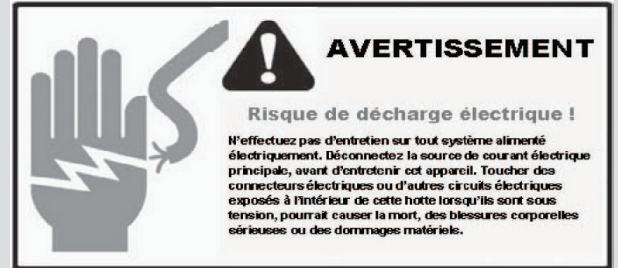 AVERTISSEMENT
Risque de décharge électrique !
N'effectuez pas d'entretien sur tout système alimenté
électriquement. Déconnectez la source de courant électrique
principale, avant d'entretenir cet appareil. Toucher des
connecteurs électriques ou d'autres circuits électriques
exposés à l'intérieur de cette hotte lorsqu'ils sont sous
tension, pourrait causer la mort, des blessures corporelles
sérieuses ou des dommages matériels.